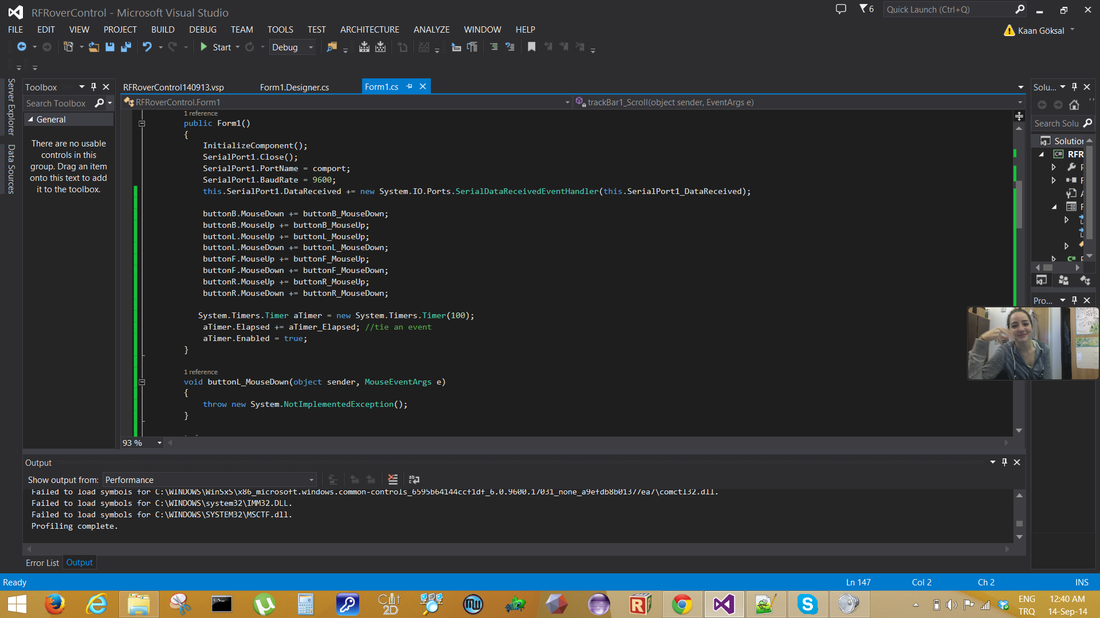 RFRoverControl - Microsoft Visual Studio
6
Quick Launch (Ctrl+Q)
FILE EDIT VIEW PROJECT BUILD DEBUG TEAM TOOLS TEST ARCHITECTURE ANALYZE WINDOW HELP
Kaan Göksal
Start Debug
Server Explorer
Data Sources
Toolbox
Search Toolbox
General
There are no usable
controls in this
group. Drag an item
onto this text to add
it to the toolbox.
RFRoverControl140913.vsp Form1.Designer.cs Form1.cs
RFRoverControl.Form1 trackBar1_Scroll(object sender, EventArgs e)
1 reference
public Form1()
{
InitializeComponent();
SerialPort1.Close();
SerialPort1.PortName = comport;
SerialPort1.BaudRate = 9600;
this.SerialPort1.DataReceived += new System.IO.Ports.SerialDataReceivedEventHandler(this.SerialPort1_DataReceived);
buttonB.MouseDown += buttonB_MouseDown;
buttonB.MouseUp += buttonB_MouseUp;
buttonL.MouseUp += buttonL_MouseUp;
buttonL.MouseDown += buttonL_MouseDown;
buttonF.MouseUp += buttonF_MouseUp;
buttonF.MouseDown += buttonF_MouseDown;
buttonR.MouseUp += buttonR_MouseUp;
buttonR.MouseDown += buttonR_MouseDown;
System.Timers.Timer aTimer = new System.Timers.Timer(100);
aTimer.Elapsed += aTimer_Elapsed; //tie an event
aTimer.Enabled = true;
}
1 reference
void buttonL_MouseDown(object sender, MouseEventArgs e)
{
throw new System.NotImplementedException();
}
93 %
Solu...
Search Solu
Solution
RFR
Pro...
Output
Show output from: Performance
Failed to load symbols for C:\WINDOWS\WinSxS\x86_microsoft.windows.common-controls_6595b64144ccf1df_6.0.9600.17031_none_a9efdb8b01377ea7\comctl32.dll.
Failed to load symbols for C:\WINDOWS\system32\IMM32.DLL.
Failed to load symbols for C:\WINDOWS\SYSTEM32\MSCTF.dll.
Profiling complete.
Error List Output
Ready Ln 147 Col 2 Ch 2 INS
2D
ENG 12:40 AM
TRQ 14-Sep-14